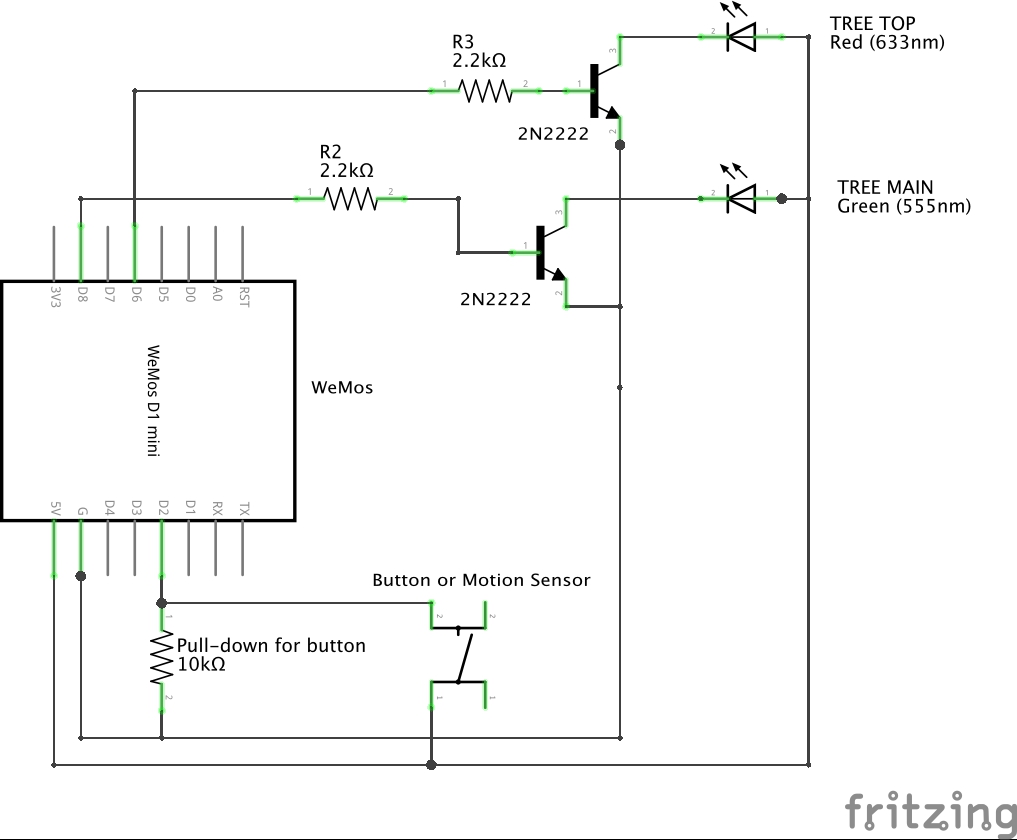 TREE TOP
Red (633nm)
R3
2.2kΩ
1
2
1
3
2
2
1
2N2222
R2
2.2kΩ
1
2
1
3
2
2
1
TREE MAIN
Green (555nm)
2N2222
3V3
D8
D7
D6
D5
D0
A0
RST
WeMos D1 mini
WeMos
5V
G
D4
D3
D2
D1
RX
TX
Button or Motion Sensor
1
2
2
2
Pull-down for button
10kΩ
1
1
fritzing